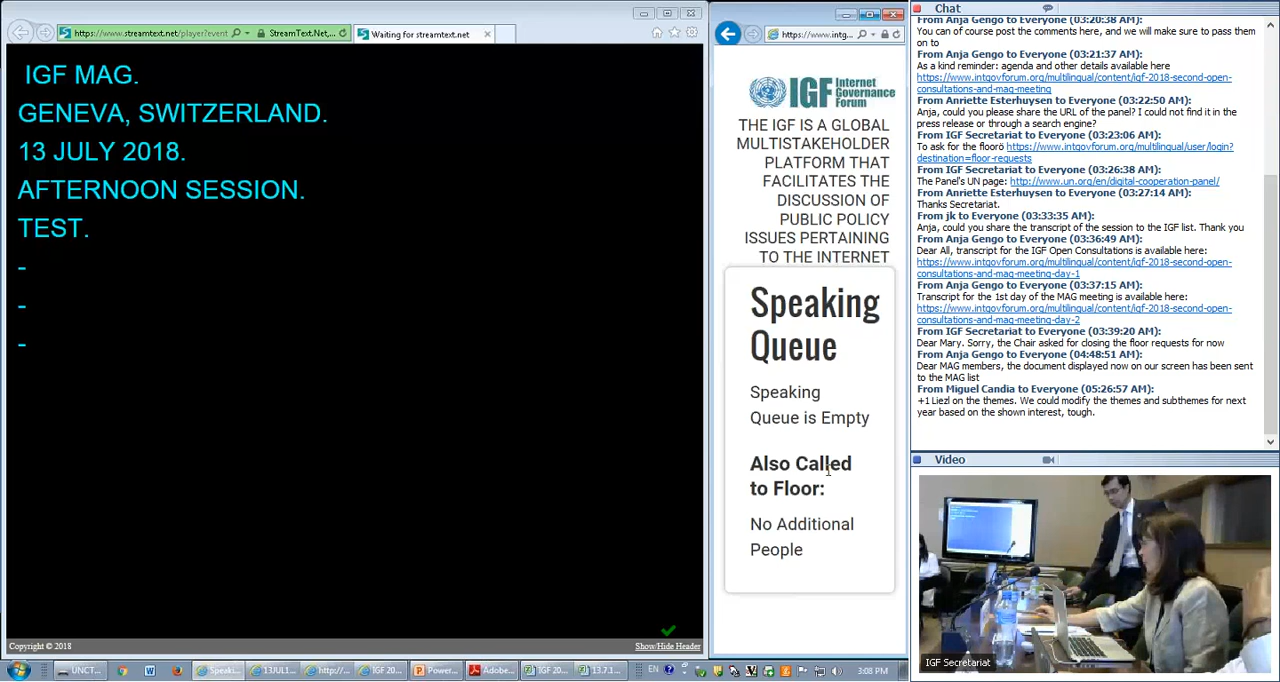 https://www.streamtext.net/player?event
StreamText.Net,...
Waiting for streamtext.net
IGF MAG.
GENEVA, SWITZERLAND.
13 JULY 2018.
AFTERNOON SESSION.
TEST.
-
-
-
Copyright © 2018
Show/Hide Header
https://www.intg
IGF Internet
Governance
Forum
THE IGF IS A GLOBAL
MULTISTAKEHOLDER
PLATFORM THAT
FACILITATES THE
DISCUSSION OF
PUBLIC POLICY
ISSUES PERTAINING
TO THE INTERNET
Speaking
Queue
Speaking
Queue is Empty
Also Called
to Floor:
No Additional
People
Chat
From Anja Gengo to Everyone (03:20:38 AM):
You can of course post the comments here, and we will make sure to pass them
on to
From Anja Gengo to Everyone (03:21:37 AM):
As a kind reminder: agenda and other details available here
https://www.intgovforum.org/multilingual/content/igf-2018-second-open-
consultations-and-mag-meeting
From Anriette Esterhuysen to Everyone (03:22:50 AM):
Anja, could you please share the URL of the panel? I could not find it in the
press release or through a search engine?
From IGF Secretariat to Everyone (03:23:06 AM):
To ask for the floorö https://www.intgovforum.org/multilingual/user/login?
destination=floor-requests
From IGF Secretariat to Everyone (03:26:38 AM):
The Panel's UN page: http://www.un.org/en/digital-cooperation-panel/
From Anriette Esterhuysen to Everyone (03:27:14 AM):
Thanks Secretariat.
From jk to Everyone (03:33:35 AM):
Anja, could you share the transcript of the session to the IGF list. Thank you
From Anja Gengo to Everyone (03:36:49 AM):
Dear All, transcript for the IGF Open Consultations is available here:
https://www.intgovforum.org/multilingual/content/igf-2018-second-open-
consultations-and-mag-meeting-day-1
From Anja Gengo to Everyone (03:37:15 AM):
Transcript for the 1st day of the MAG meeting is available here:
https://www.intgovforum.org/multilingual/content/igf-2018-second-open-
consultations-and-mag-meeting-day-2
From IGF Secretariat to Everyone (03:39:20 AM):
Dear Mary. Sorry, the Chair asked for closing the floor requests for now
From Anja Gengo to Everyone (04:48:51 AM):
Dear MAG members, the document displayed now on our screen has been sent
to the MAG list
From Miguel Candia to Everyone (05:26:57 AM):
+1 Liezl on the themes. We could modify the themes and subthemes for next
year based on the shown interest, tough.
Video
IGF Secretariat
UNCT... Speaki... 13JUL1... http:/... IGF 20... Power... Adobe... IGF 20... 13.7.1... EN 3:08 PM